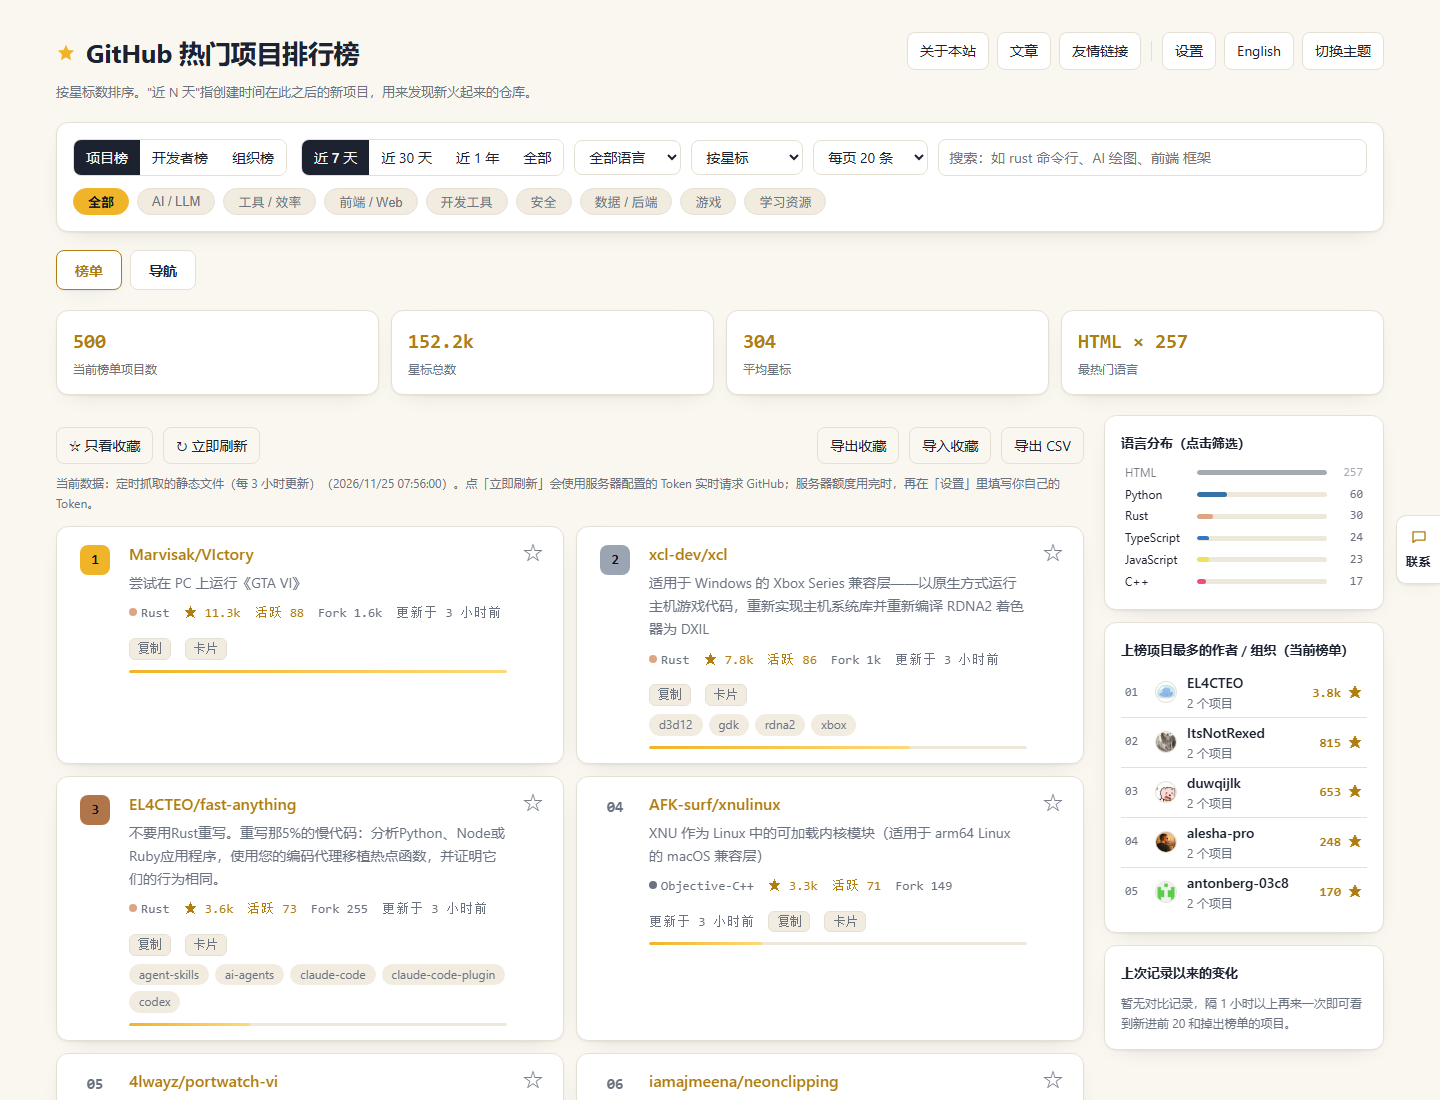 GitHub 热门项目排行榜
关于本站 文章 友情链接 设置 English 切换主题
按星标数排序。"近 N 天"指创建时间在此之后的新项目，用来发现新火起来的仓库。
项目榜 开发者榜 组织榜 近 7 天 近 30 天 近 1 年 全部 全部语言 按星标 每页 20 条 搜索：如 rust 命令行、AI 绘图、前端 框架
全部 AI / LLM 工具 / 效率 前端 / Web 开发工具 安全 数据 / 后端 游戏 学习资源
榜单 导航
500 152.2k 304 HTML × 257
当前榜单项目数 星标总数 平均星标 最热门语言
☆ 只看收藏 ↻ 立即刷新 导出收藏 导入收藏 导出 CSV
当前数据：定时抓取的静态文件（每 3 小时更新）（2026/11/25 07:56:00）。点「立即刷新」会使用服务器配置的 Token 实时请求 GitHub；服务器额度用完时，再在「设置」里填写你自己的
Token。
1 Marvisak/VIctory
尝试在 PC 上运行《GTA VI》
Rust ★ 11.3k 活跃 88 Fork 1.6k 更新于 3 小时前
复制 卡片
2 xcl-dev/xcl
适用于 Windows 的 Xbox Series 兼容层——以原生方式运行
主机游戏代码，重新实现主机系统库并重新编译 RDNA2 着色
器为 DXIL
Rust ★ 7.8k 活跃 86 Fork 1k 更新于 3 小时前
复制 卡片
d3d12 gdk rdna2 xbox
3 EL4CTEO/fast-anything
不要用Rust重写。重写那5%的慢代码：分析Python、Node或
Ruby应用程序，使用您的编码代理移植热点函数，并证明它
们的行为相同。
Rust ★ 3.6k 活跃 73 Fork 255 更新于 3 小时前
复制 卡片
agent-skills ai-agents claude-code claude-code-plugin
codex
04 AFK-surf/xnulinux
XNU 作为 Linux 中的可加载内核模块（适用于 arm64 Linux
的 macOS 兼容层）
Objective-C++ ★ 3.3k 活跃 71 Fork 149
更新于 3 小时前 复制 卡片
05 4lwayz/portwatch-vi
06 iamajmeena/neonclipping
语言分布（点击筛选）
HTML 257
Python 60
Rust 30
TypeScript 24
JavaScript 23
C++ 17
上榜项目最多的作者 / 组织（当前榜单）
01 EL4CTEO 3.8k ★
2 个项目
02 ItsNotRexed 815 ★
2 个项目
03 duwqijlk 653 ★
2 个项目
04 alesha-pro 248 ★
2 个项目
05 antonberg-03c8 170 ★
2 个项目
上次记录以来的变化
暂无对比记录，隔 1 小时以上再来一次即可看
到新进前 20 和掉出榜单的项目。
联系